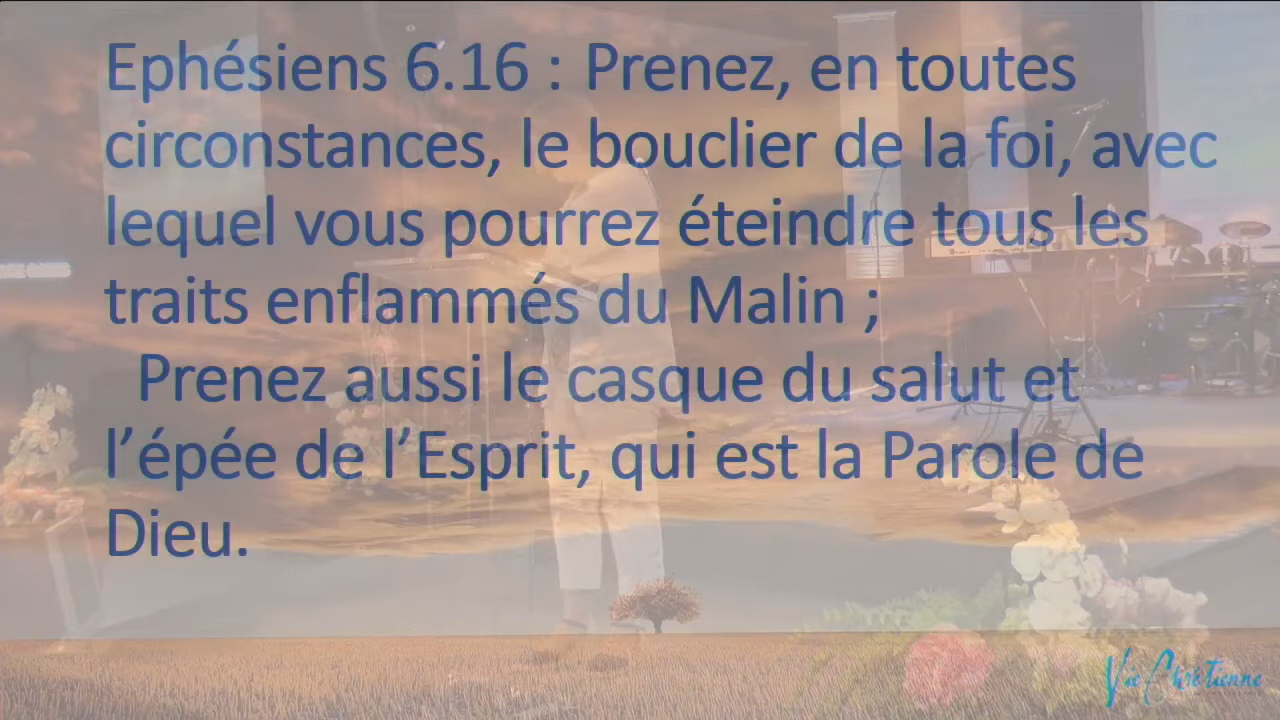 Ephésiens 6.16 : Prenez, en toutes
circonstances, le bouclier de la foi, avec
lequel vous pourrez éteindre tous les
traits enflammés du Malin ;
Prenez aussi le casque du salut et
l’épée de l’Esprit, qui est la Parole de
Dieu.
Vie Chrétienne